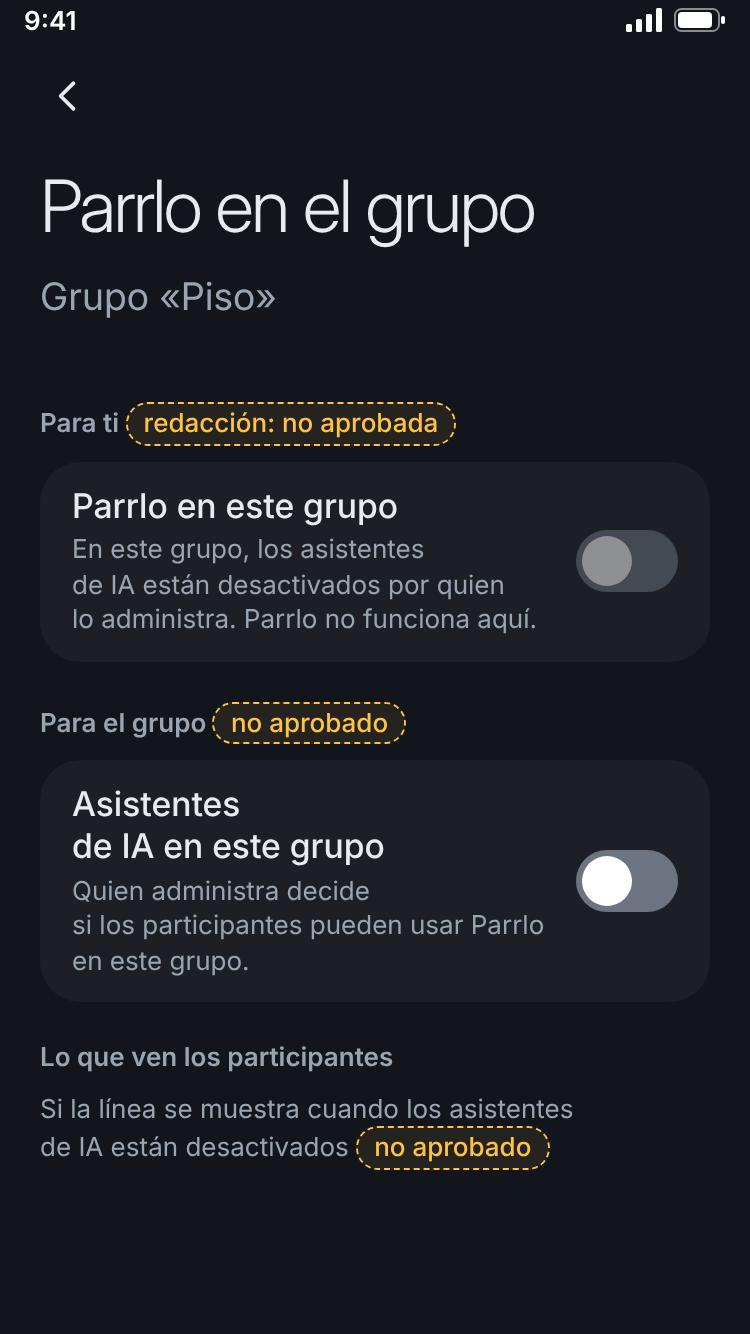 9:41
Parrlo en el grupo
Grupo «Piso»
Para ti redacción: no aprobada
Parrlo en este grupo
En este grupo, los asistentes
de IA están desactivados por quien
lo administra. Parrlo no funciona aquí.
Para el grupo no aprobado
Asistentes
de IA en este grupo
Quien administra decide
si los participantes pueden usar Parrlo
en este grupo.
Lo que ven los participantes
Si la línea se muestra cuando los asistentes
de IA están desactivados no aprobado